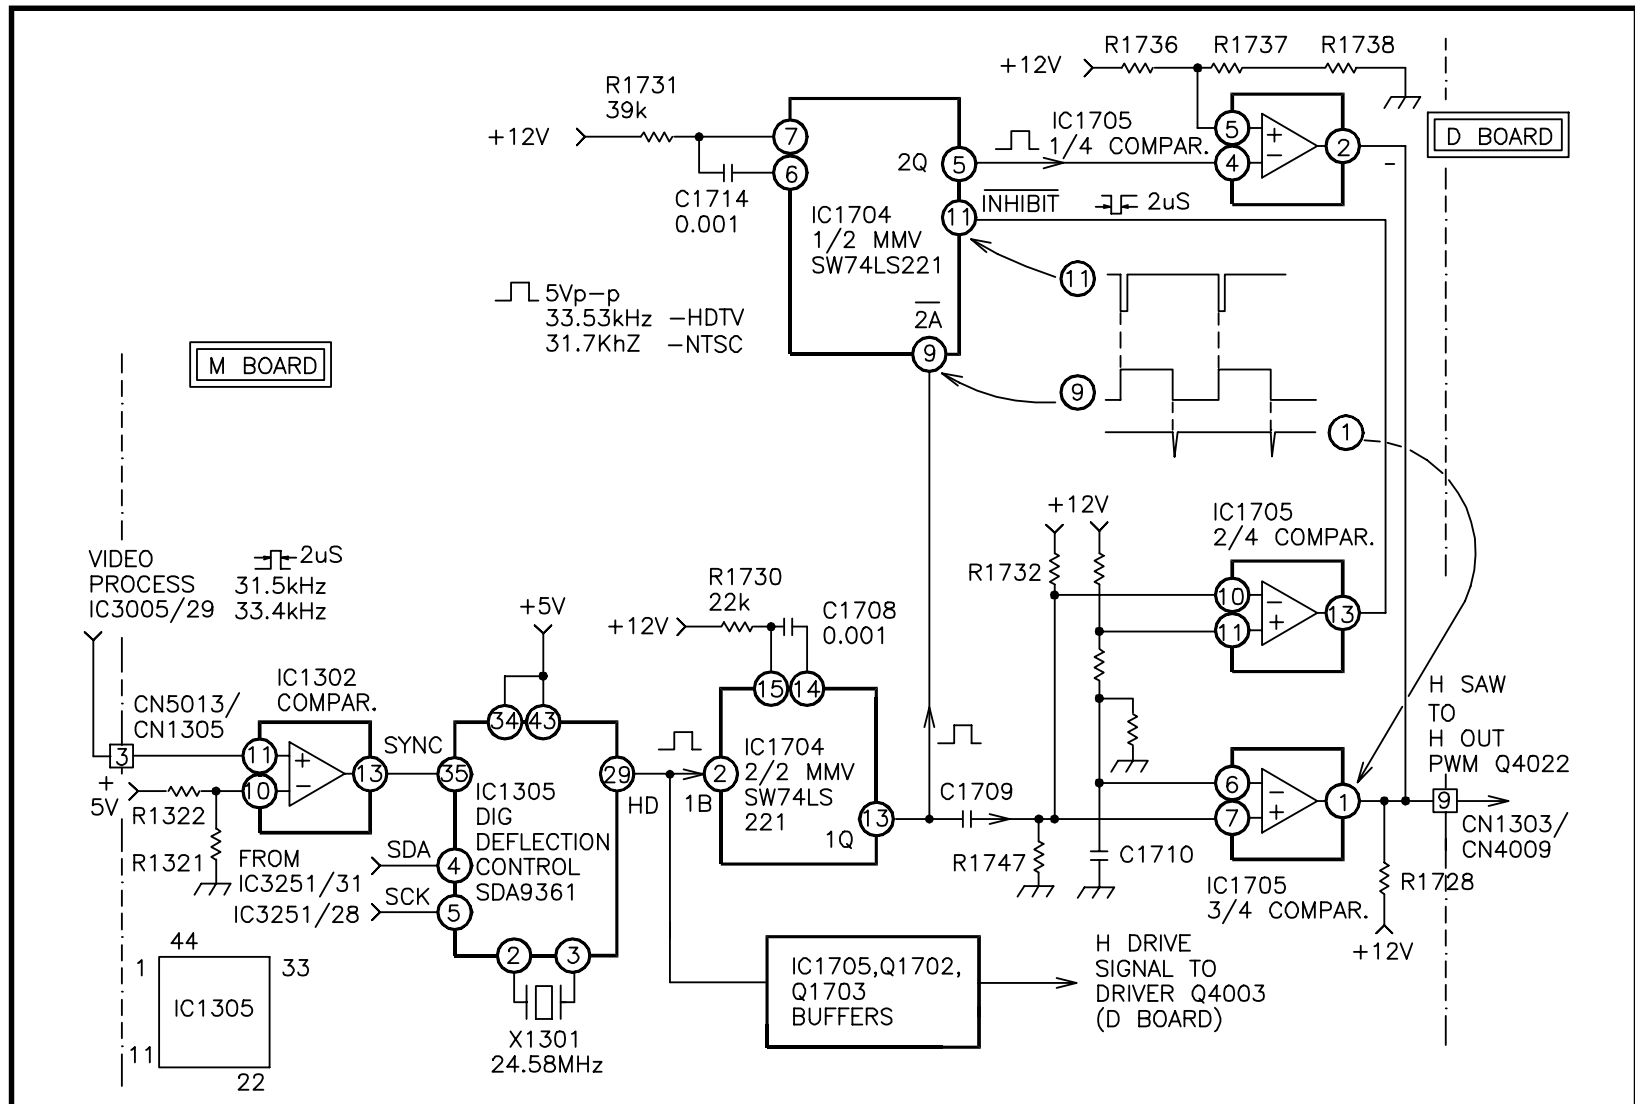 R1736
R1737
R1738
+12V
R1731
39k
+12V
7
6
C1714
0.001
2Q
5
11
IC1704
1/2 MMV
SW74LS221
2A
9
IC1705
1/4 COMPAR.
5
4
+
−
2
−
D BOARD
INHIBIT
2uS
11
9
1
5Vp-p
33.53kHz -HDTV
31.7KhZ -NTSC
M BOARD
+12V
R1732
IC1705
2/4 COMPAR.
10
11
−
+
13
VIDEO
PROCESS
IC3005/29
2uS
31.5kHz
33.4kHz
+5V
R1730
22k
+12V
C1708
0.001
15
14
CN5013/
CN1305
3
IC1302
COMPAR.
11
10
+
−
13
SYNC
+
5V
R1322
R1321
34
43
35
29
HD
IC1305
DIG
DEFLECTION
CONTROL
SDA9361
4
5
2
3
SDA
SCK
FROM
IC3251/31
IC3251/28
X1301
24.58MHz
2
1B
IC1704
2/2 MMV
SW74LS
221
13
1Q
C1709
R1747
C1710
6
7
−
+
1
IC1705
3/4 COMPAR.
H SAW
TO
H OUT
PWM Q4022
9
CN1303/
CN4009
R1728
+12V
44
1
33
IC1305
11
22
IC1705,Q1702,
Q1703
BUFFERS
H DRIVE
SIGNAL TO
DRIVER Q4003
(D BOARD)